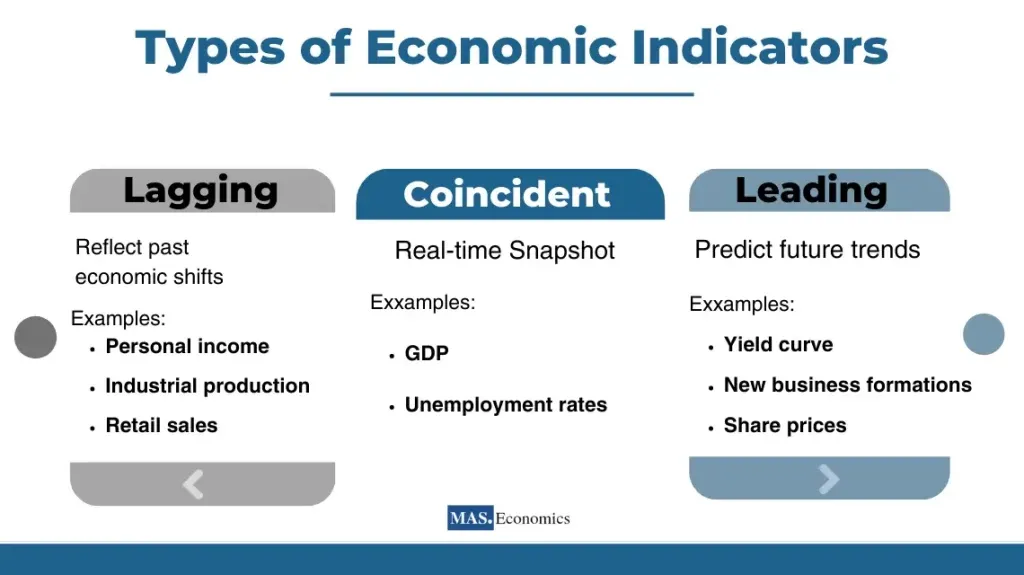 Types of Economic Indicators
Lagging
Reflect past
economic shifts
Examples:
• Personal income
• Industrial production
• Retail sales
Coincident
Real-time Snapshot
Exxamples:
• GDP
• Unemployment rates
Leading
Predict future trends
Exxamples:
• Yield curve
• New business formations
• Share prices
MAS.Economics